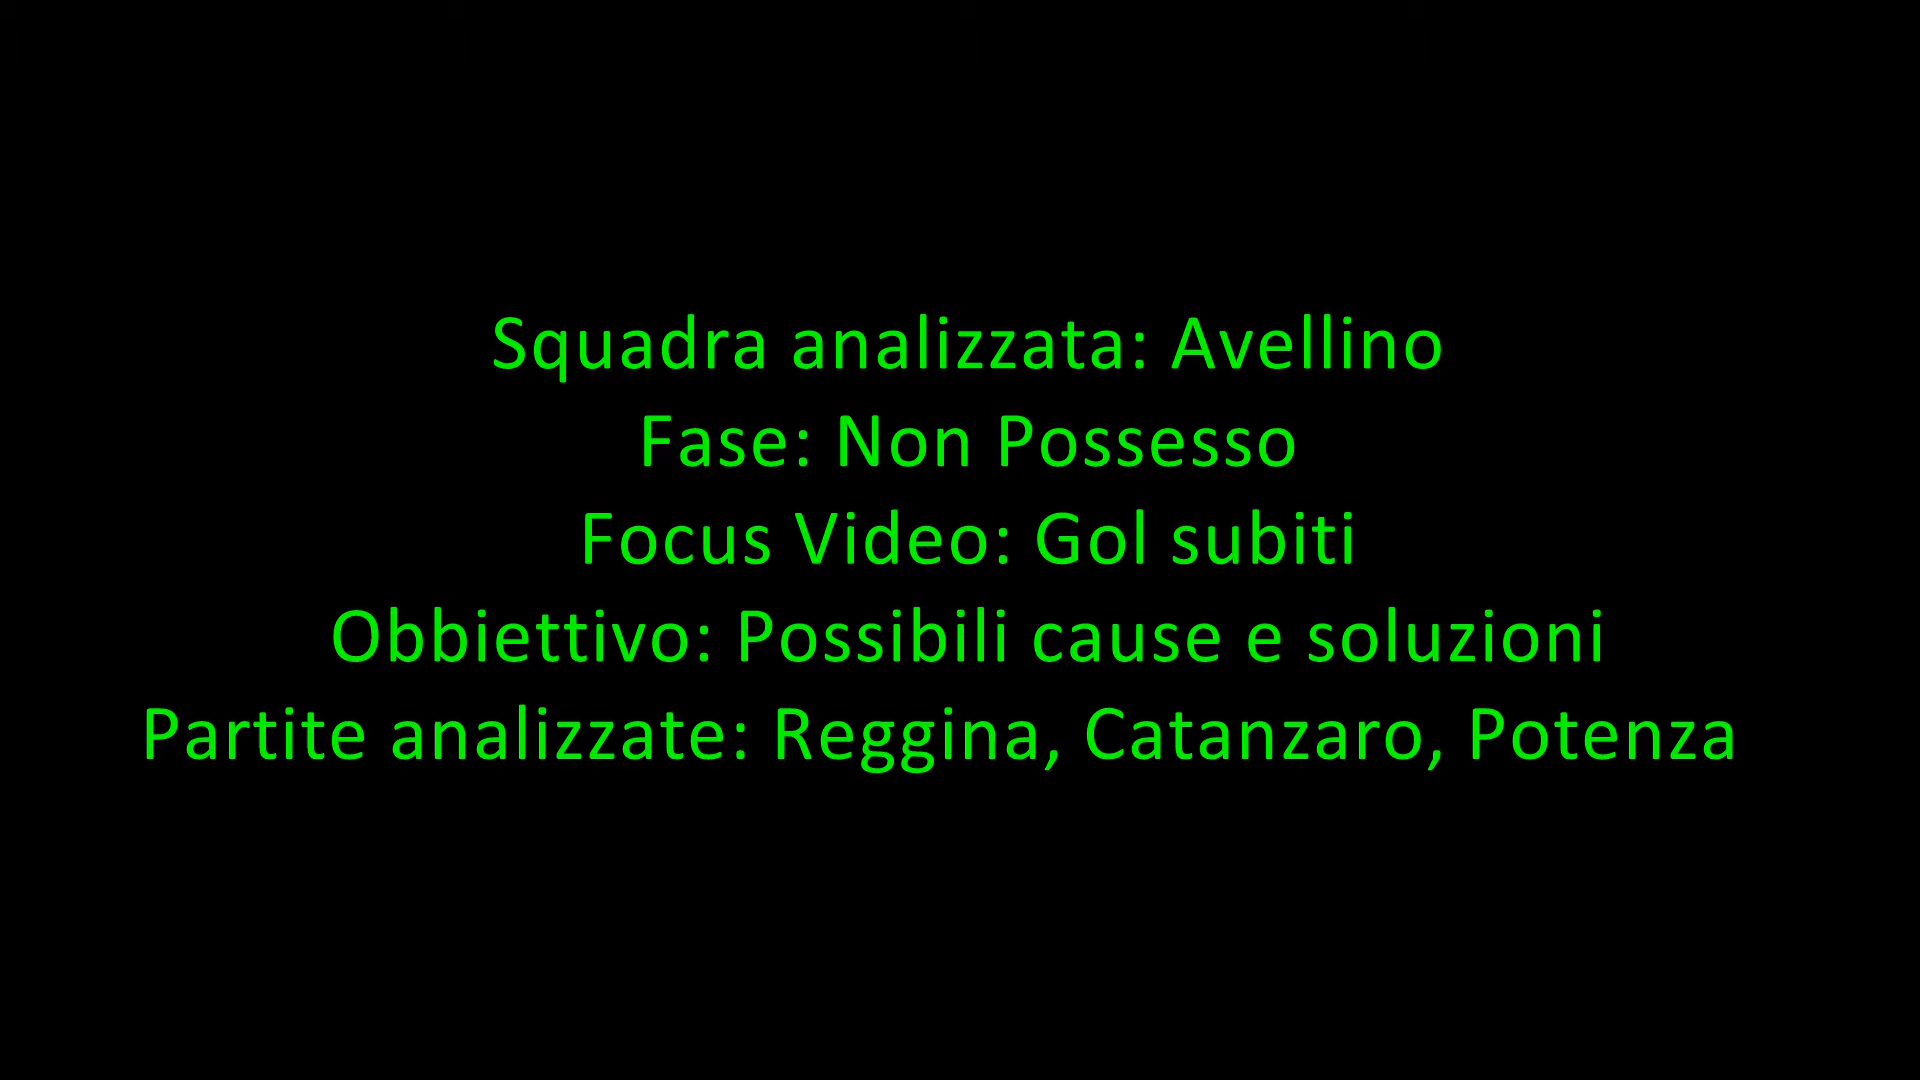 Squadra analizzata: Avellino
Fase: Non Possesso
Focus Video: Gol subiti
Obbiettivo: Possibili cause e soluzioni
Partite analizzate: Reggina, Catanzaro, Potenza